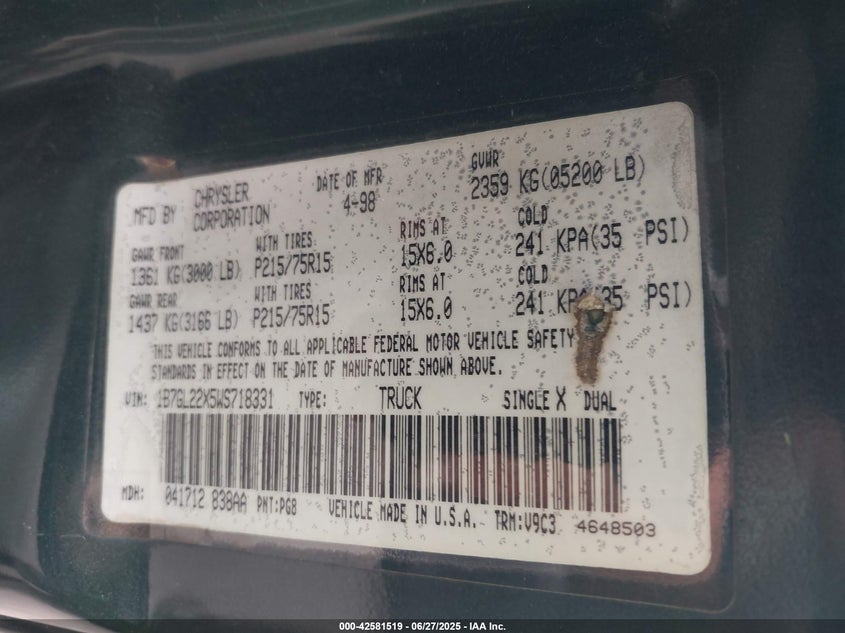 MFD BY CHRYSLER CORPORATION DATE OF MFR 4-98 GVWR 2359 KG(05200 LB)
GAWR FRONT WITH TIRES RIMS AT COLD
1361 KG(3000 LB) P215/75R15 15X6.0 241 KPA(35 PSI)
GAWR REAR WITH TIRES RIMS AT COLD
1437 KG(3166 LB) P215/75R15 15X6.0 241 KPA(35 PSI)
THIS VEHICLE CONFORMS TO ALL APPLICABLE FEDERAL MOTOR VEHICLE SAFETY
STANDARDS IN EFFECT ON THE DATE OF MANUFACTURE SHOWN ABOVE.
VIN: 1B7GL22X5WS718331 TYPE: TRUCK SINGLE X DUAL
MDH: 041712 838AA PNT:PG8 VEHICLE MADE IN U.S.A. TRM:V9C3 4648503
000-42581519 - 06/27/2025 - IAA Inc.